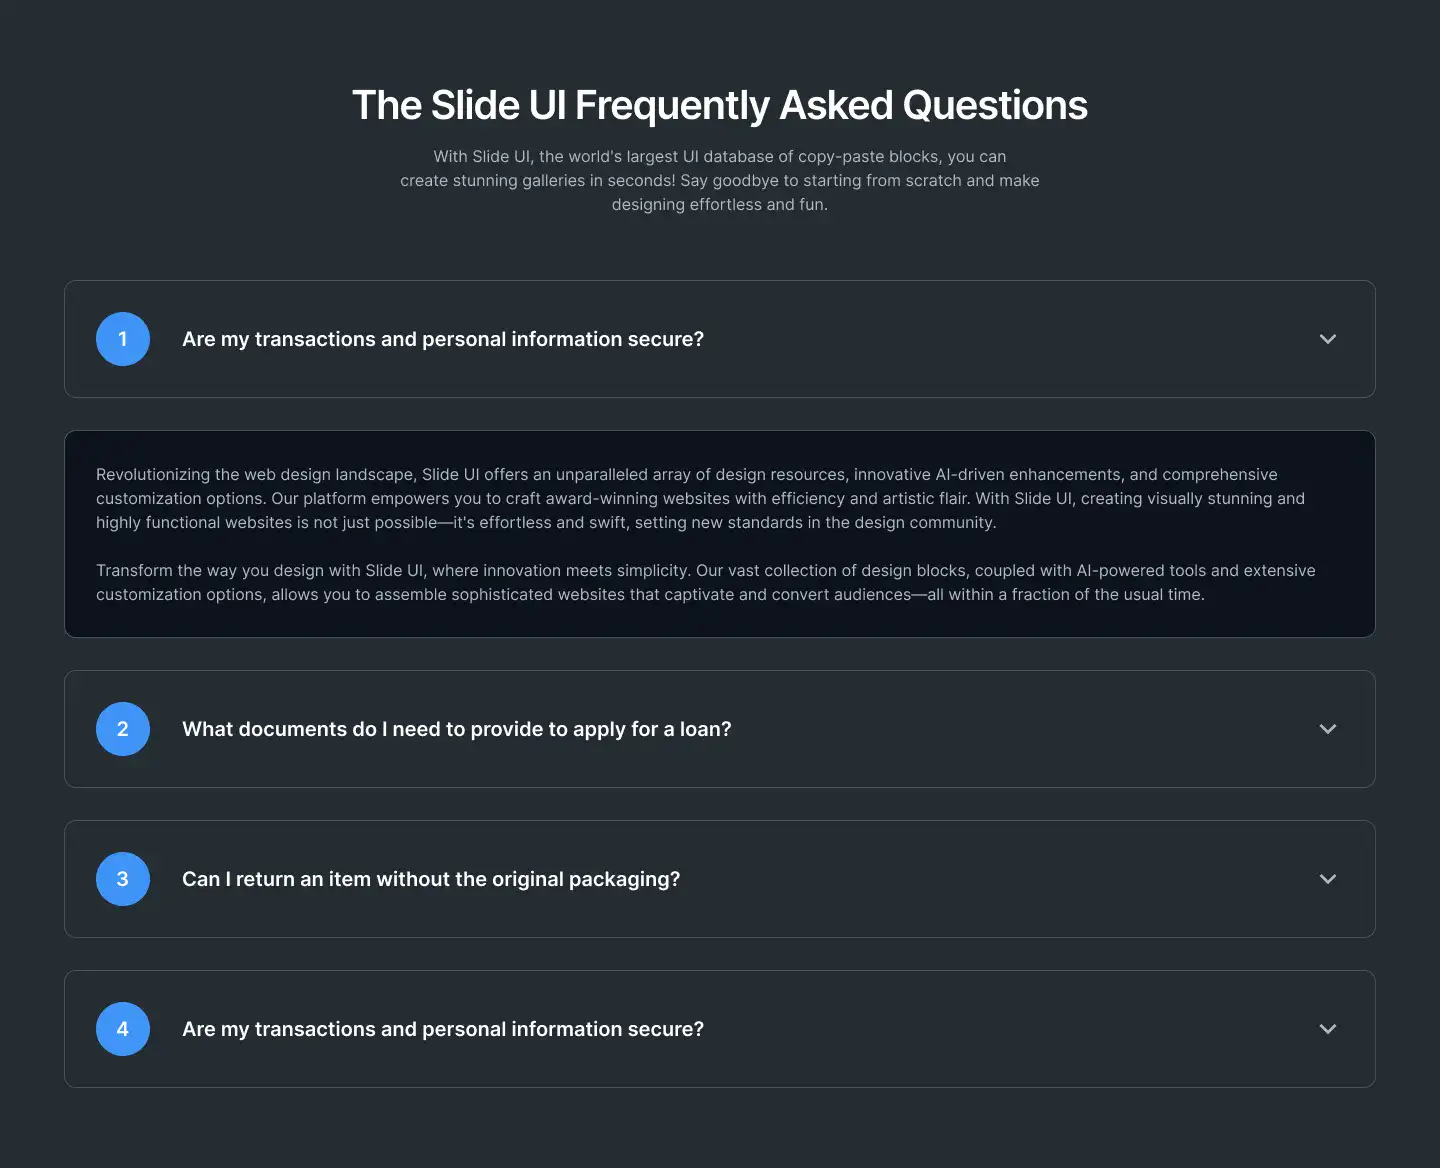 The Slide UI Frequently Asked Questions
With Slide UI, the world's largest UI database of copy-paste blocks, you can
create stunning galleries in seconds! Say goodbye to starting from scratch and make
designing effortless and fun.
1 Are my transactions and personal information secure?
Revolutionizing the web design landscape, Slide UI offers an unparalleled array of design resources, innovative AI-driven enhancements, and comprehensive
customization options. Our platform empowers you to craft award-winning websites with efficiency and artistic flair. With Slide UI, creating visually stunning and
highly functional websites is not just possible—it's effortless and swift, setting new standards in the design community.
Transform the way you design with Slide UI, where innovation meets simplicity. Our vast collection of design blocks, coupled with AI-powered tools and extensive
customization options, allows you to assemble sophisticated websites that captivate and convert audiences—all within a fraction of the usual time.
2 What documents do I need to provide to apply for a loan?
3 Can I return an item without the original packaging?
4 Are my transactions and personal information secure?